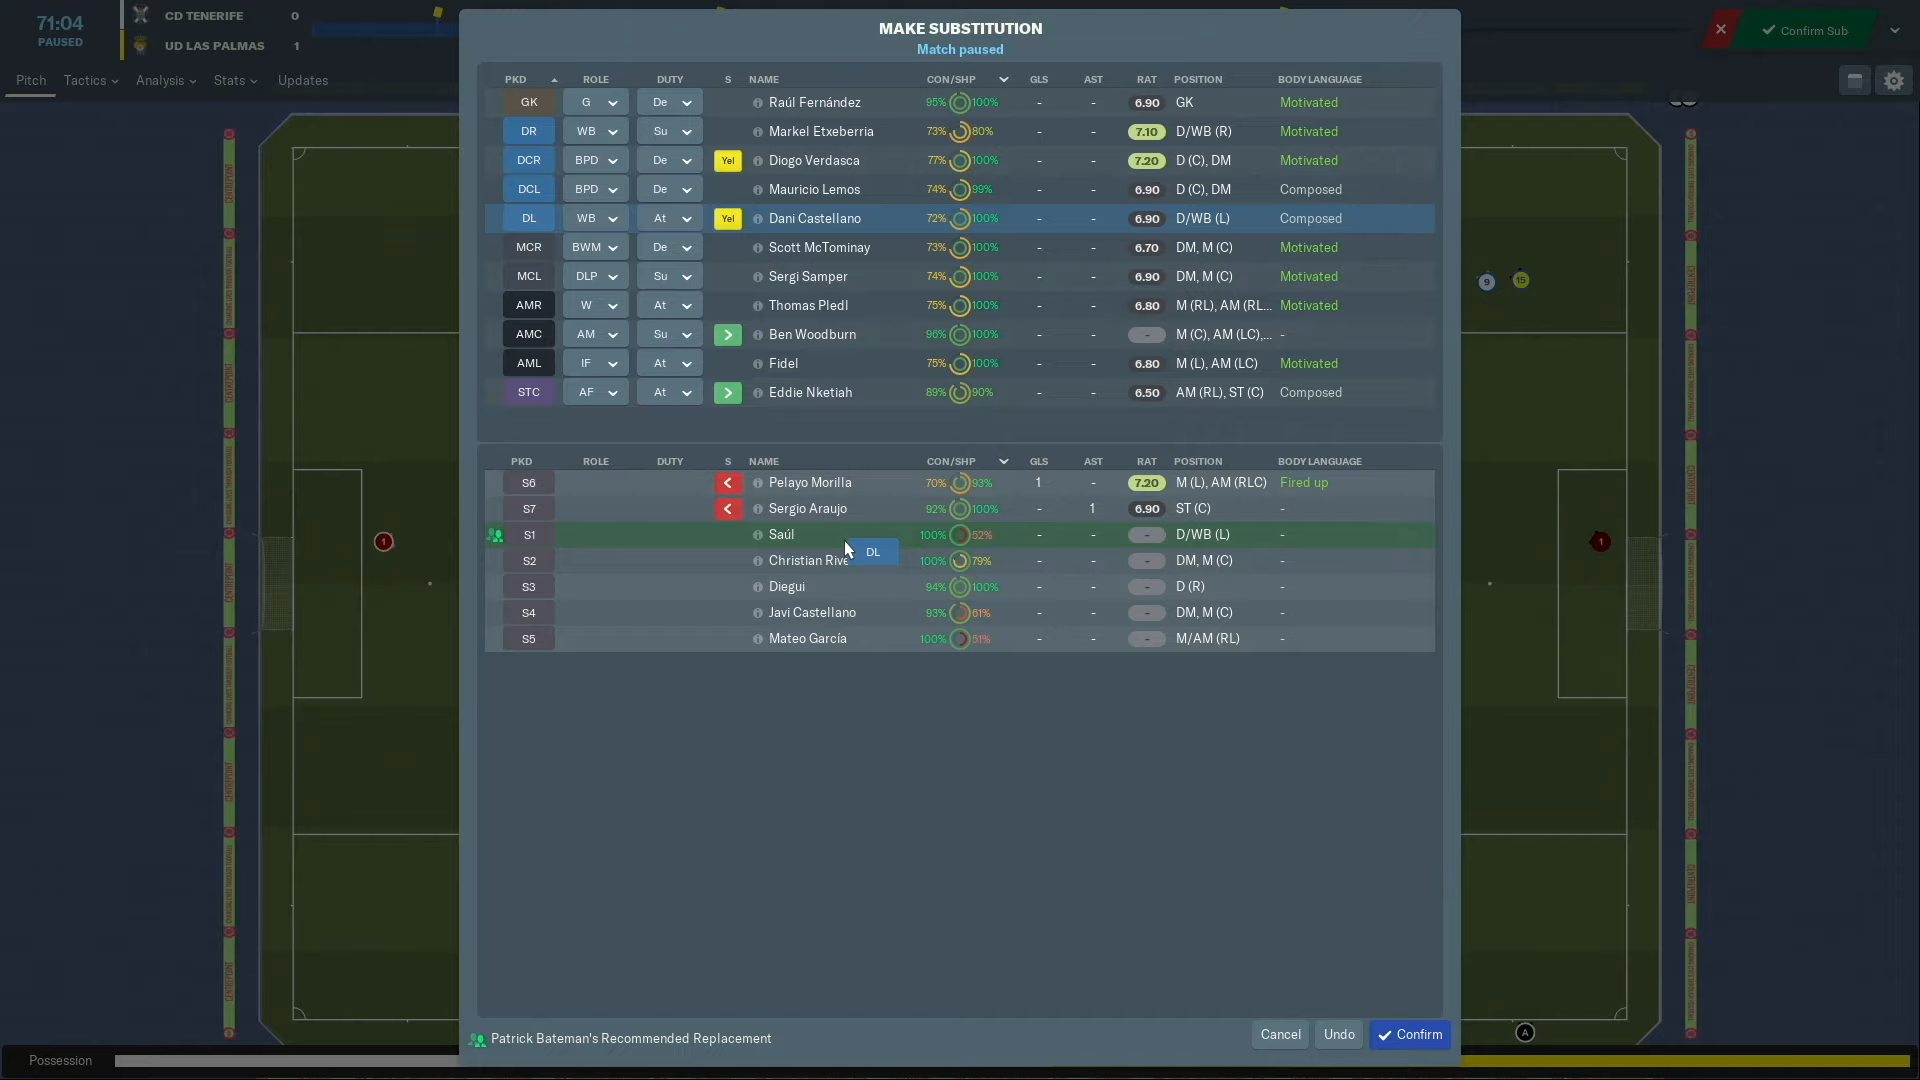 71:04
PAUSED
CD TENERIFE 0
UD LAS PALMAS 1
Pitch Tactics Analysis Stats Updates
Confirm Sub
MAKE SUBSTITUTION
Match paused
PKD ROLE DUTY S NAME CON/SHP GLS AST RAT POSITION BODY LANGUAGE
GK G De Raúl Fernández 95% 100% - - 6.90 GK Motivated
DR WB Su Markel Etxeberria 73% 80% - - 7.10 D/WB (R) Motivated
DCR BPD De Yel Diogo Verdasca 77% 100% - - 7.20 D (C), DM Motivated
DCL BPD De Mauricio Lemos 74% 99% - - 6.90 D (C), DM Composed
DL WB At Yel Dani Castellano 72% 100% - - 6.90 D/WB (L) Composed
MCR BWM De Scott McTominay 73% 100% - - 6.70 DM, M (C) Motivated
MCL DLP Su Sergi Samper 74% 100% - - 6.90 DM, M (C) Motivated
AMR W At Thomas Pledl 75% 100% - - 6.80 M (RL), AM (RL... Motivated
AMC AM Su > Ben Woodburn 96% 100% - - - M (C), AM (LC),... -
AML IF At Fidel 75% 100% - - 6.80 M (L), AM (LC) Motivated
STC AF At > Eddie Nketiah 89% 90% - - 6.50 AM (RL), ST (C) Composed
PKD ROLE DUTY S NAME CON/SHP GLS AST RAT POSITION BODY LANGUAGE
S6 < Pelayo Morilla 70% 93% 1 - 7.20 M (L), AM (RLC) Fired up
S7 < Sergio Araujo 92% 100% - 1 6.90 ST (C) -
S1 Saúl 100% 52% - - - D/WB (L) -
DL
S2 Christian Rive 100% 79% - - - DM, M (C) -
S3 Diegui 94% 100% - - - D (R) -
S4 Javi Castellano 93% 61% - - - DM, M (C) -
S5 Mateo García 100% 51% - - - M/AM (RL) -
9 15
1 1
A
Patrick Bateman's Recommended Replacement
Cancel Undo Confirm
Possession